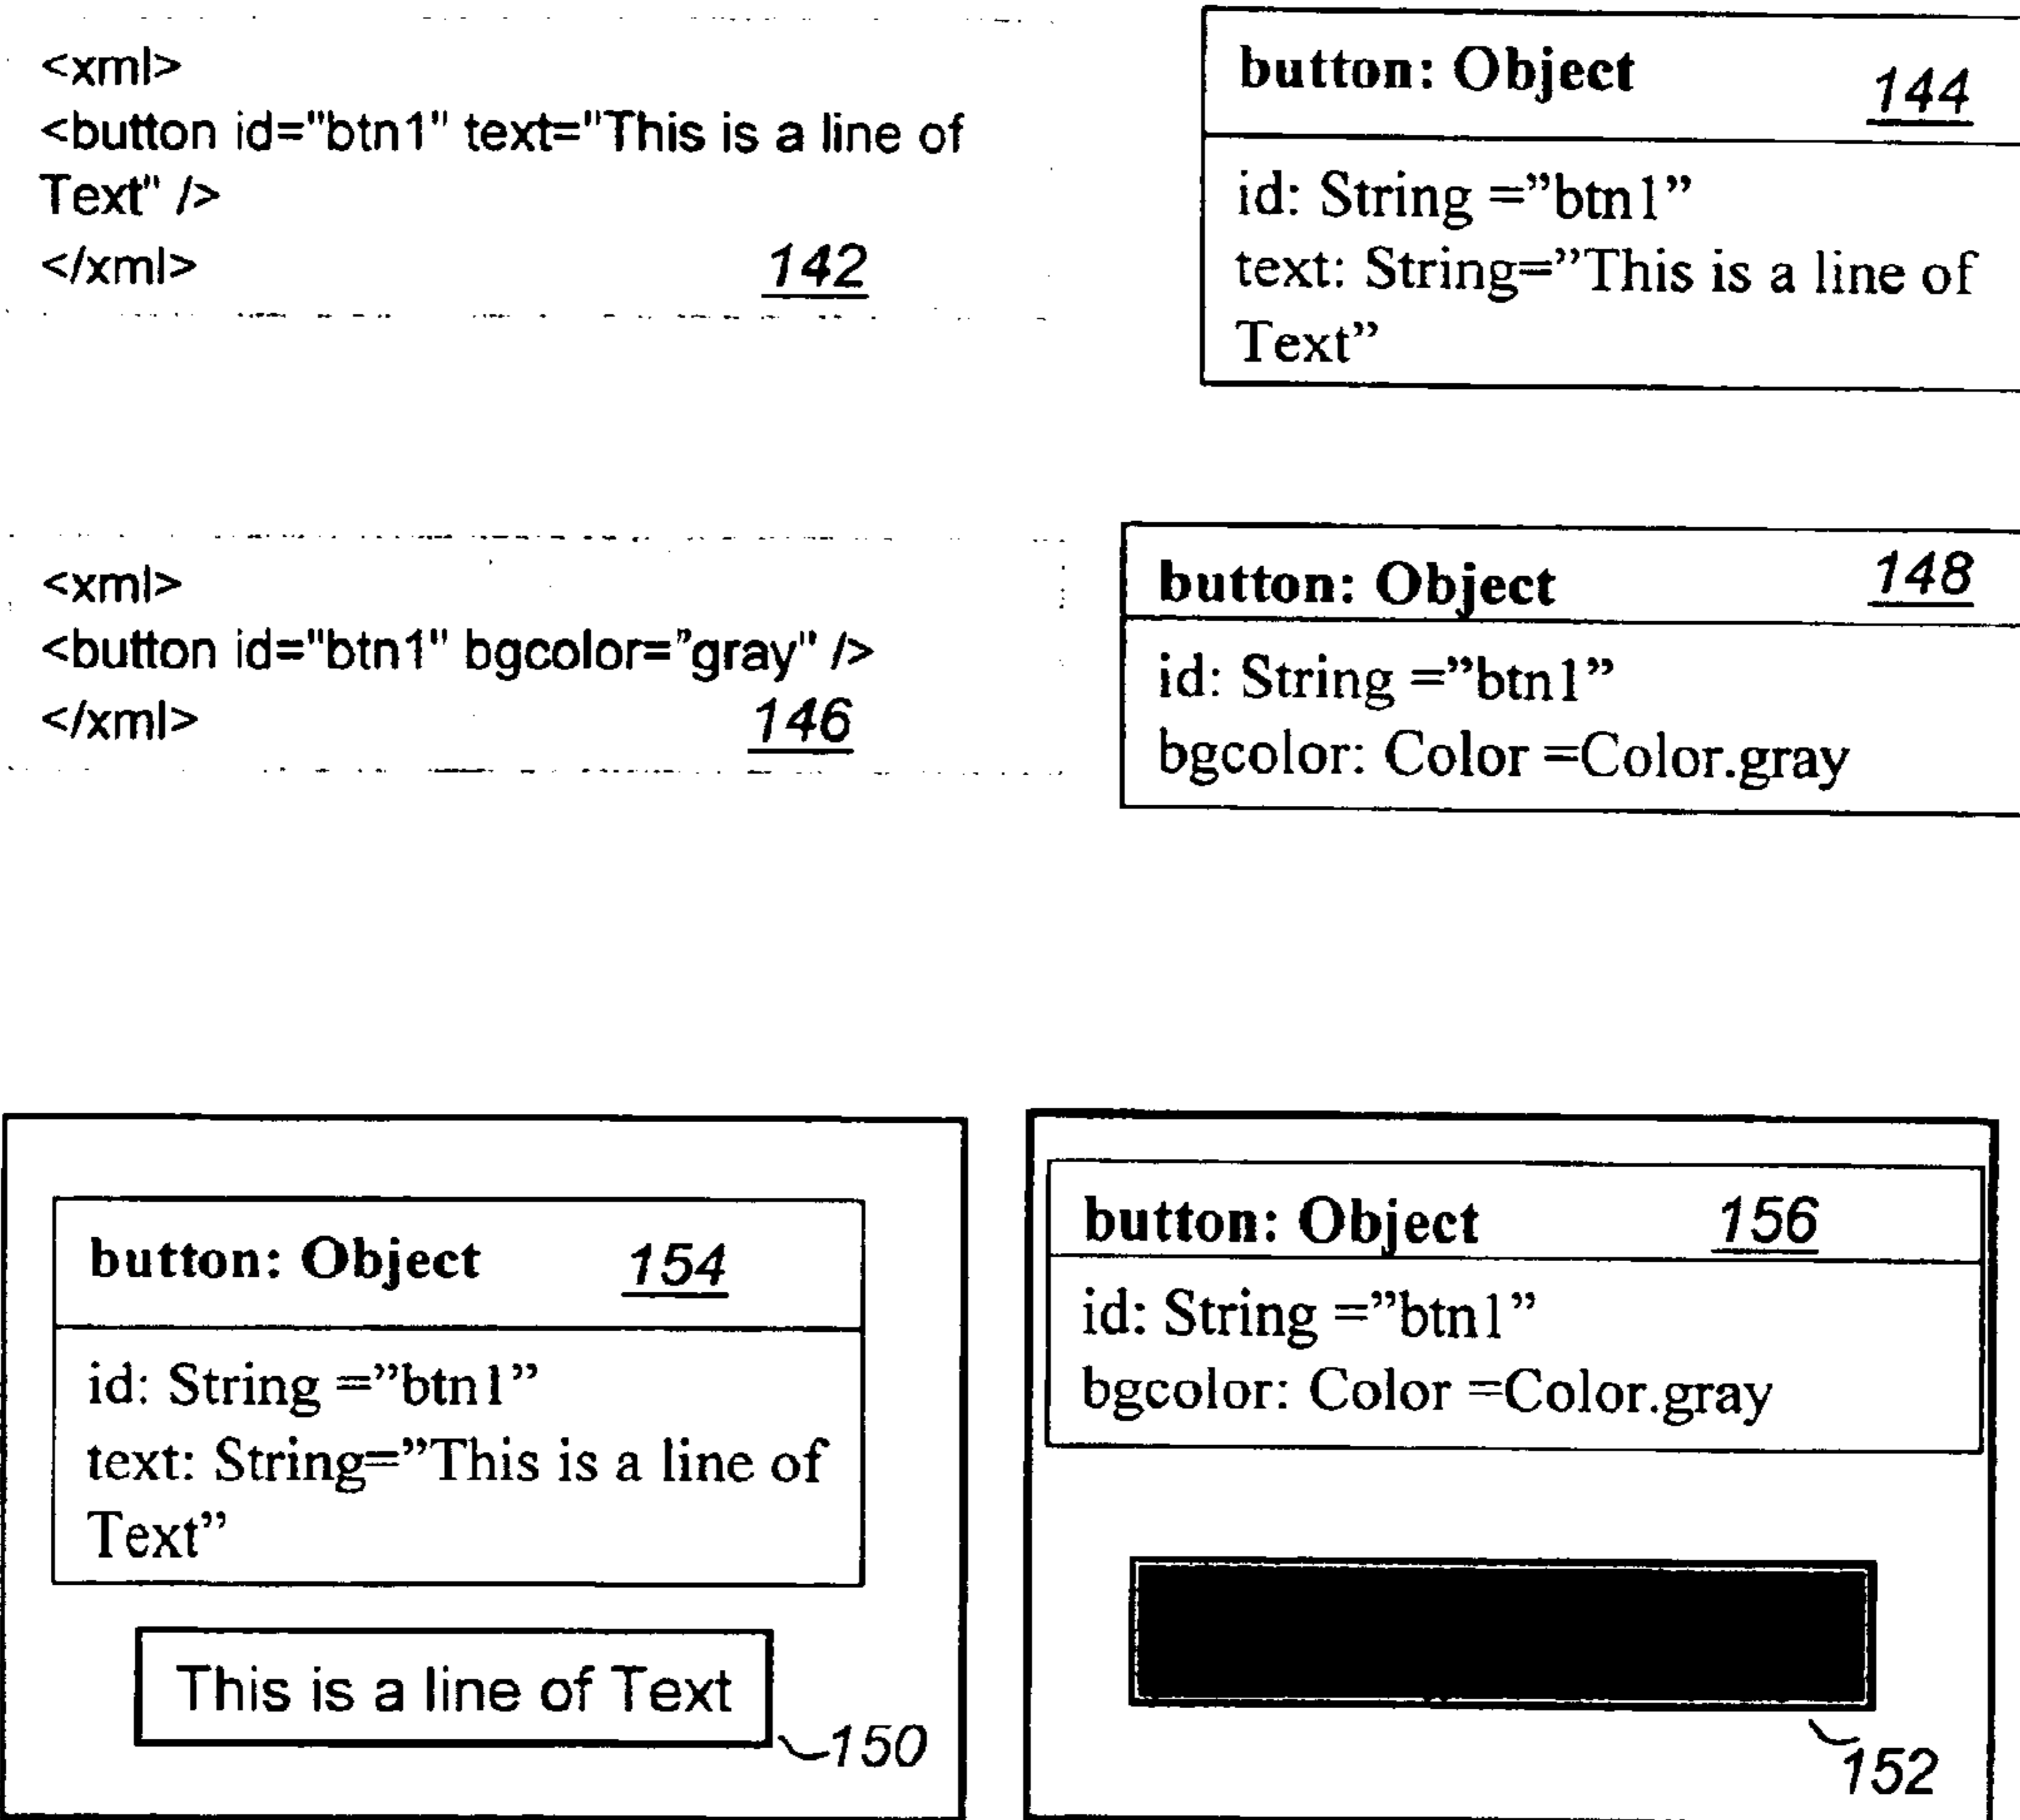 <xml>
<button id="btn1" text="This is a line of
Text" />
</xml>
142
button: Object 144
id: String =”btn1”
text: String=”This is a line of
Text”
<xml>
<button id="btn1" bgcolor=”gray" />
</xml>
146
button: Object 148
id: String =”btn1”
bgcolor: Color =Color.gray
button: Object 154
id: String =”btn1”
text: String=”This is a line of
Text”
This is a line of Text
150
button: Object 156
id: String =”btn1”
bgcolor: Color =Color.gray
152